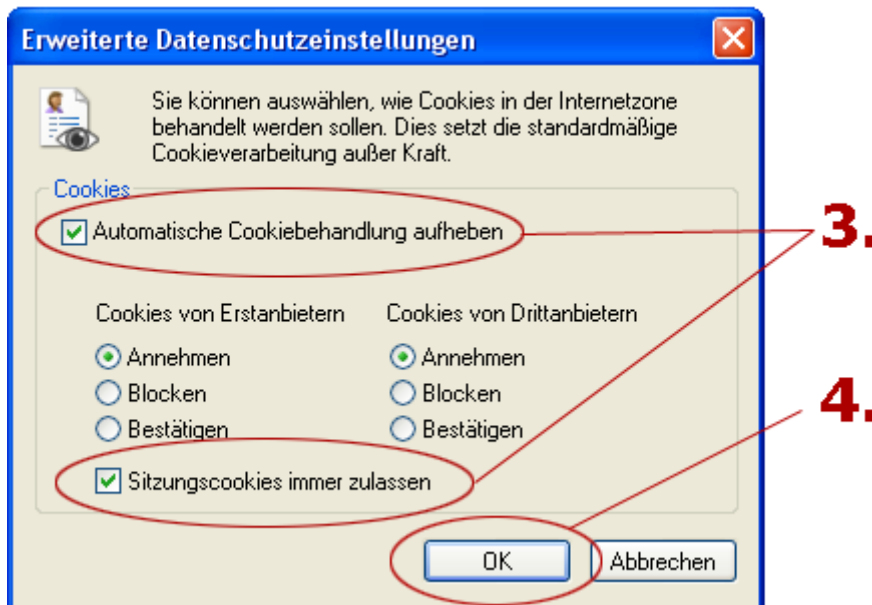 Erweiterte Datenschutzeinstellungen
Sie können auswählen, wie Cookies in der Internetzone
behandelt werden sollen. Dies setzt die standardmäßige
Cookieverarbeitung außer Kraft.
Cookies
Automatische Cookiebehandlung aufheben
3.
Cookies von Erstanbietern Cookies von Drittanbietern
Annehmen Annehmen
Blocken Blocken
4.
Bestätigen Bestätigen
Sitzungscookies immer zulassen
OK Abbrechen